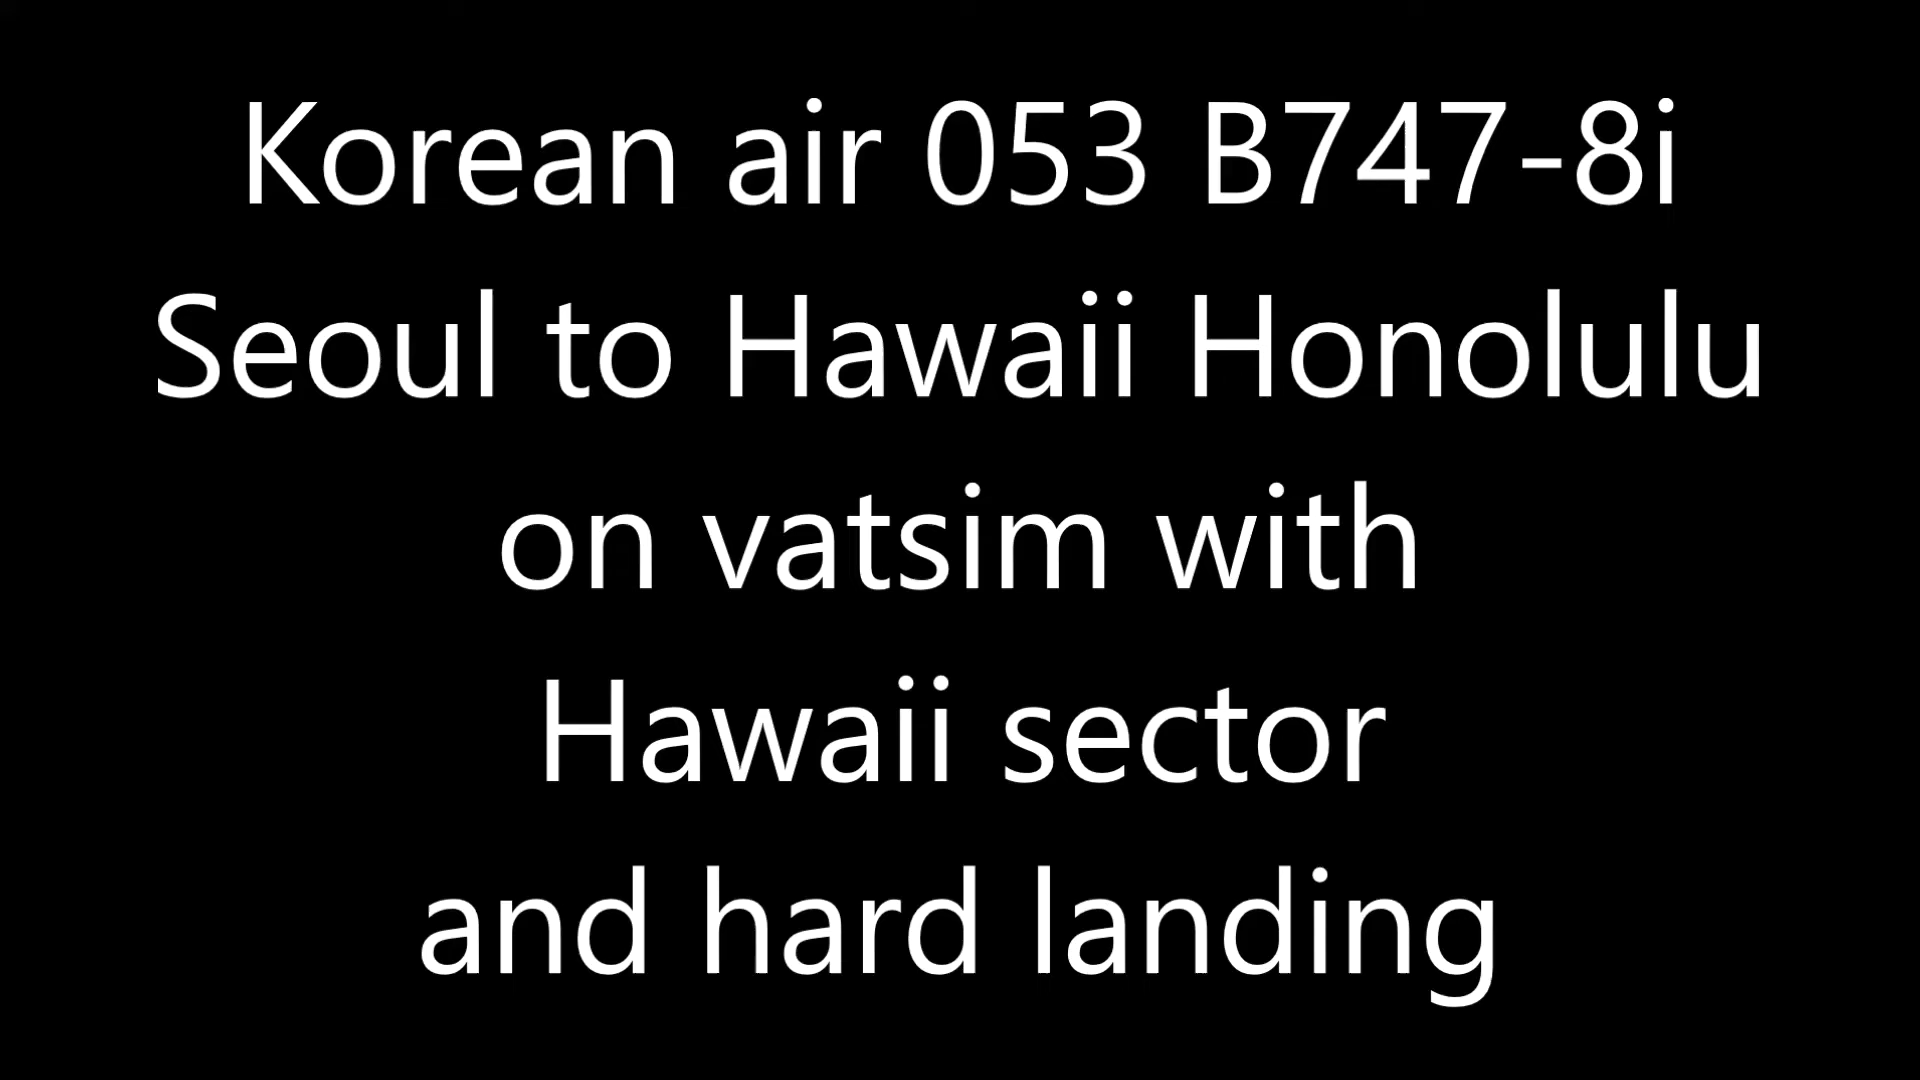 Korean air 053 B747-8i
Seoul to Hawaii Honolulu
on vatsim with
Hawaii sector
and hard landing